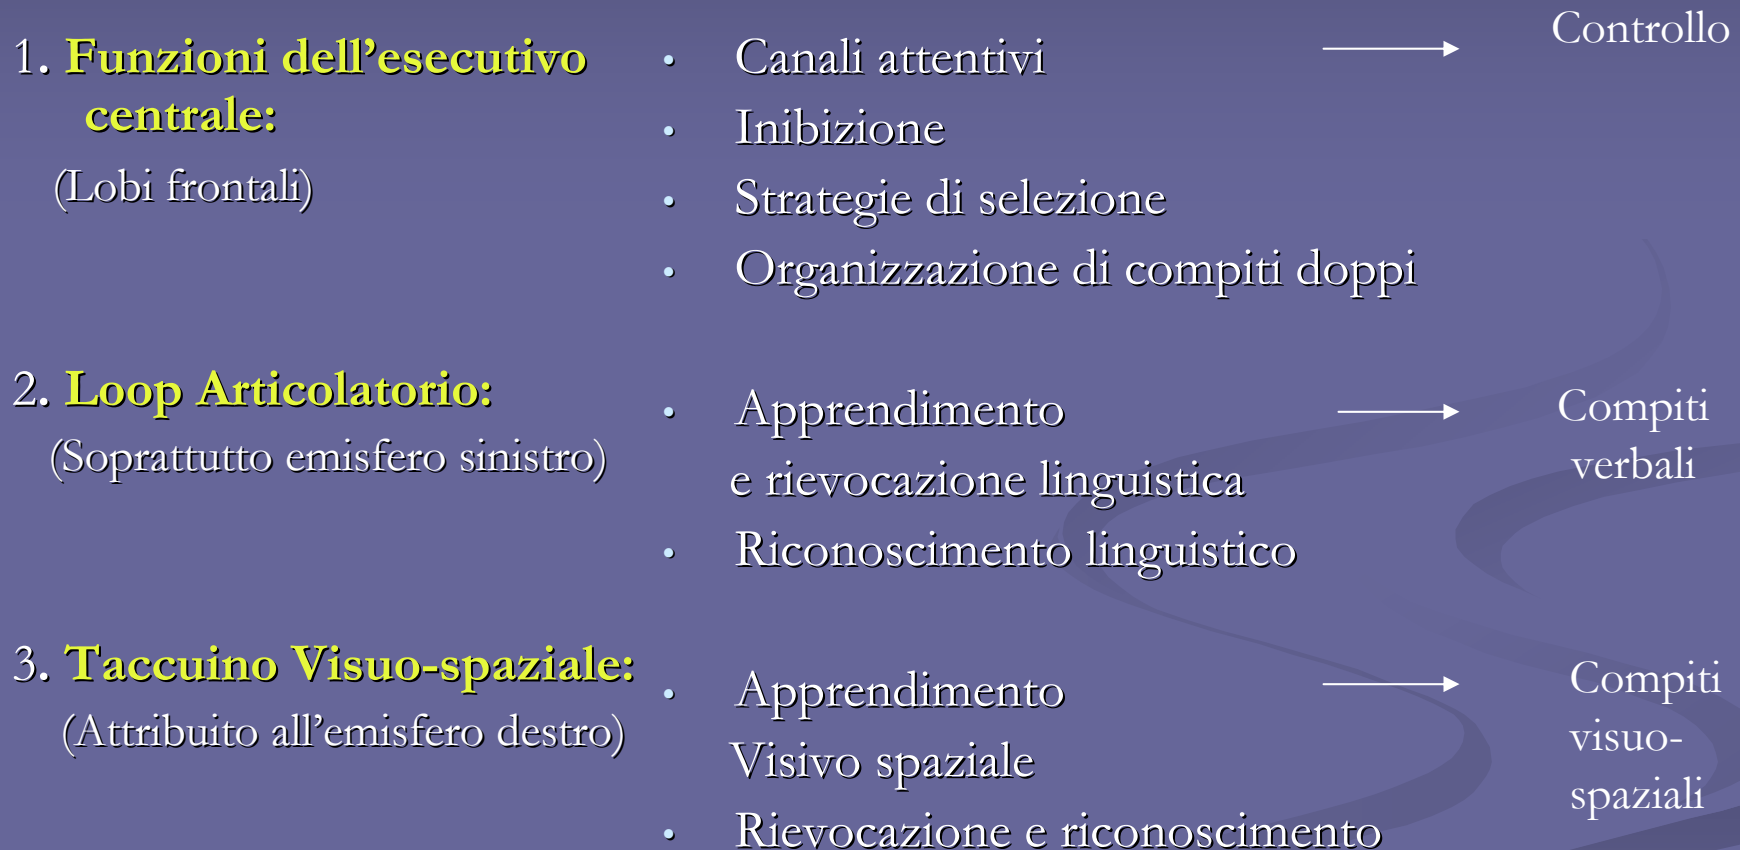 1. Funzioni dell’esecutivo
centrale:
(Lobi frontali)
• Canali attentivi
• Inibizione
• Strategie di selezione
• Organizzazione di compiti doppi
Controllo
2. Loop Articolatorio:
(Soprattutto emisfero sinistro)
• Apprendimento
e rievocazione linguistica
• Riconoscimento linguistico
Compiti
verbali
3. Taccuino Visuo-spaziale:
(Attribuito all’emisfero destro)
• Apprendimento
Visivo spaziale
• Rievocazione e riconoscimento
Compiti
visuo-
spaziali